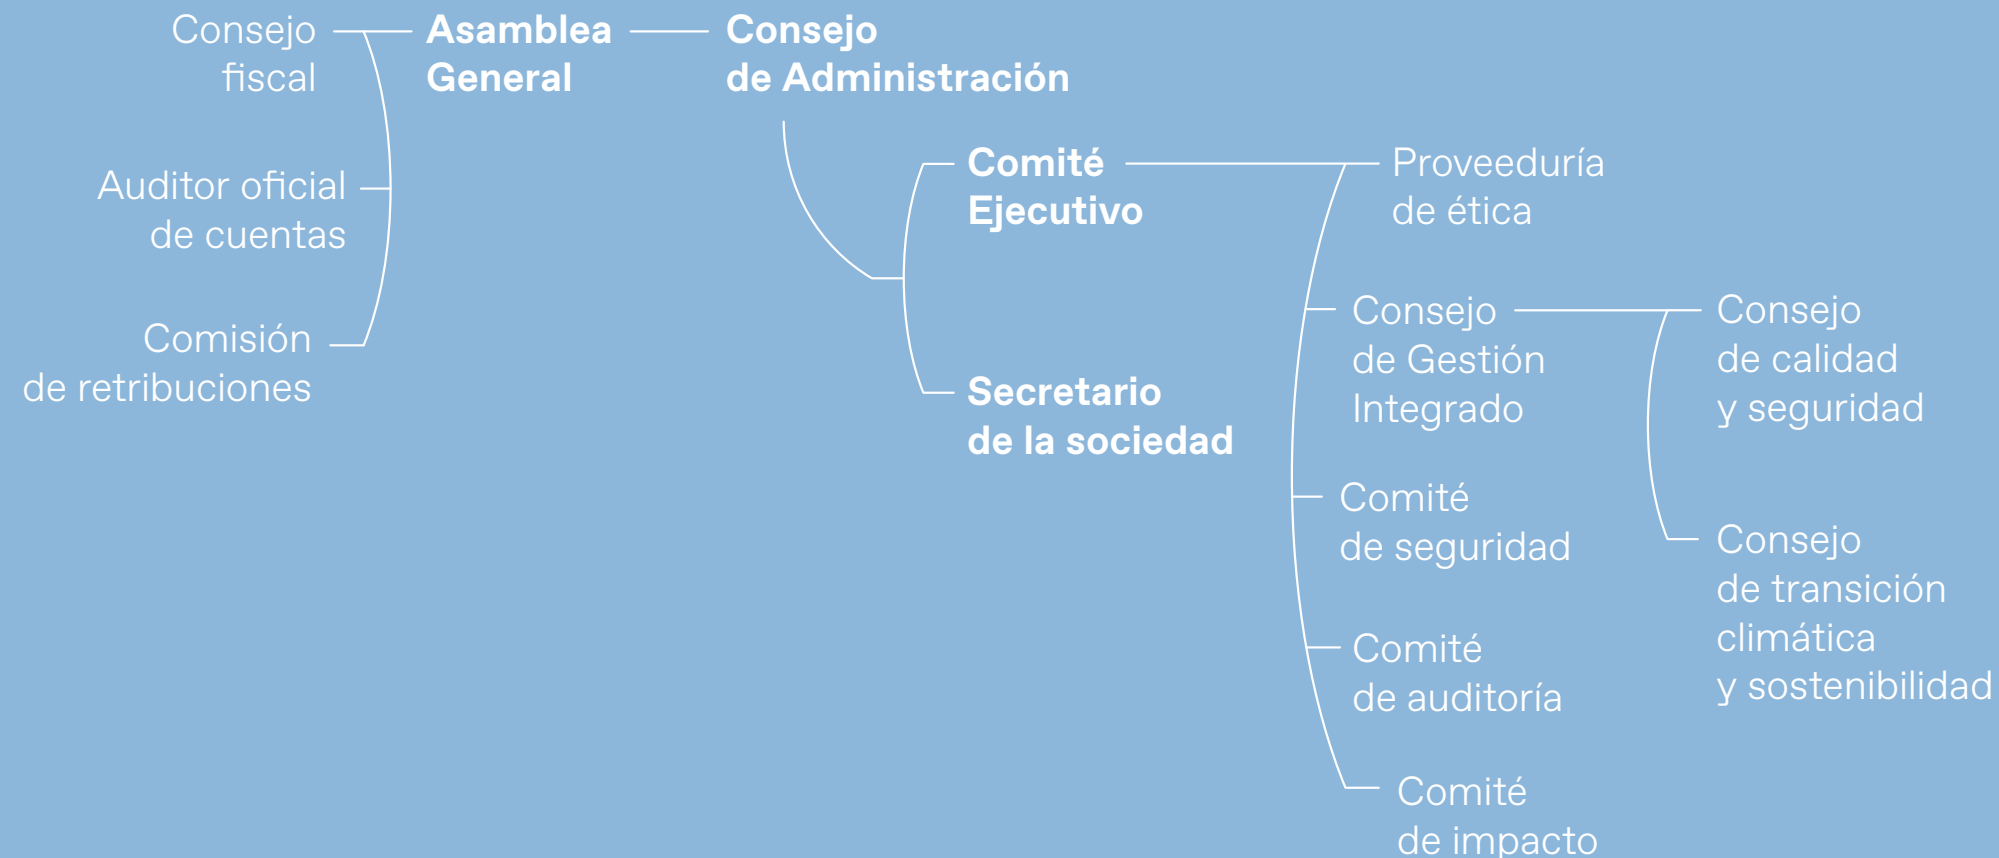 Consejo
fiscal
Asamblea
General
Consejo
de Administración
Auditor oficial
de cuentas
Comisión
de retribuciones
Comité
Ejecutivo
Secretario
de la sociedad
Proveeduría
de ética
Consejo
de Gestión
Integrado
Comité
de seguridad
Comité
de auditoría
Comité
de impacto
Consejo
de calidad
y seguridad
Consejo
de transición
climática
y sostenibilidad